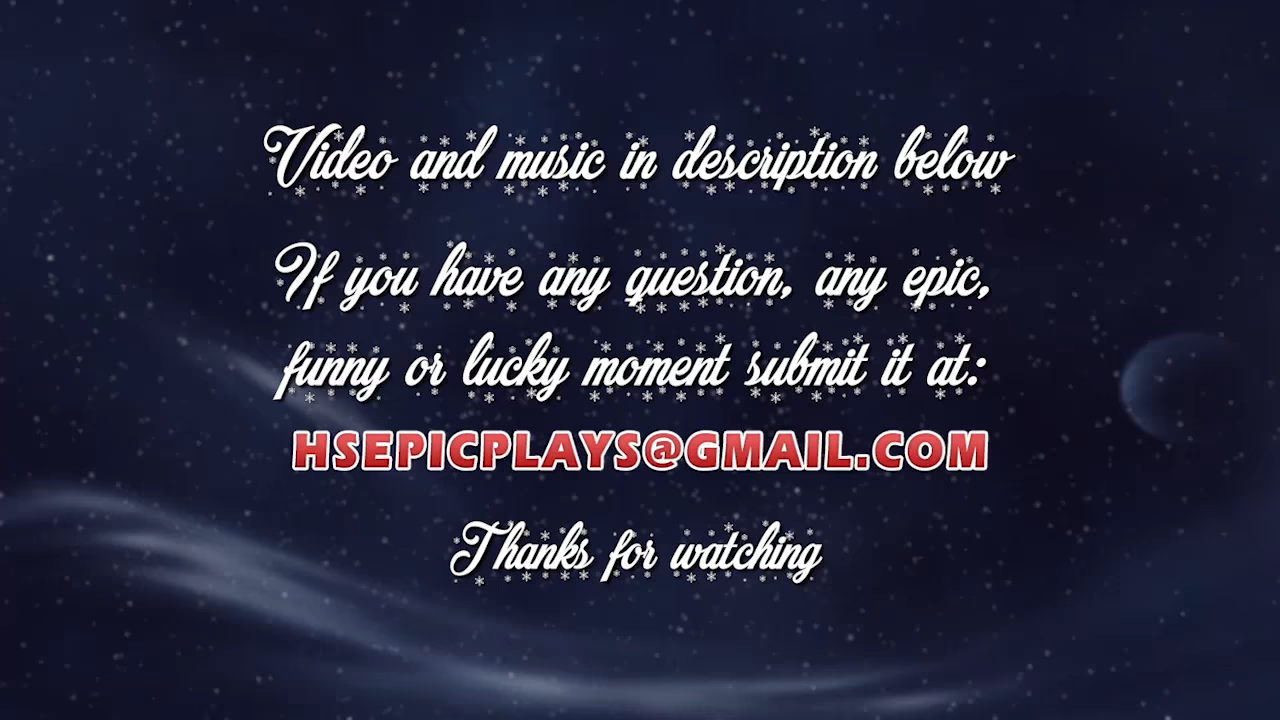 Video and music in description below
If you have any question, any epic,
funny or lucky moment submit it at:
HSEPICPLAYS@GMAIL.COM
Thanks for watching